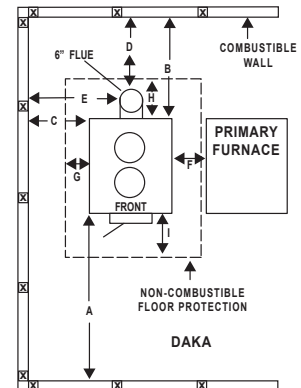 D
B
6" FLUE
COMBUSTIBLE
WALL
E
H
C
PRIMARY
FURNACE
G
F
FRONT
I
A
NON-COMBUSTIBLE
FLOOR PROTECTION
DAKA